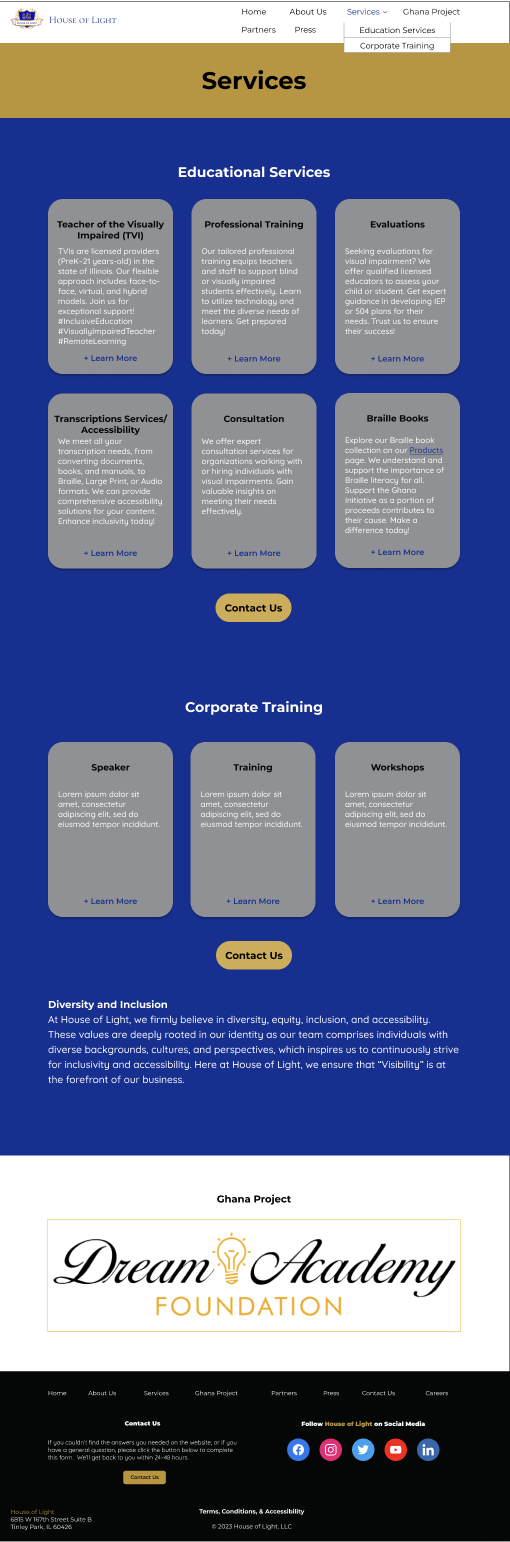 House of Light
Home About Us Services Ghana Project
Partners Press Education Services
Corporate Training
Services
Educational Services
Teacher of the Visually
Impaired (TVI)
TVIs are licensed providers
(PreK–21 years-old) in the
state of Illinois. Our flexible
approach includes face-to-
face, virtual, and hybrid
models. Join us for
exceptional support!
#InclusiveEducation
#VisuallyImpairedTeacher
#RemoteLearning
+ Learn More
Professional Training
Our tailored professional
training equips teachers
and staff to support blind
or visually impaired
students effectively. Learn
to utilize technology and
meet the diverse needs of
learners. Get prepared
today!
+ Learn More
Evaluations
Seeking evaluations for
visual impairment? We
offer qualified licensed
educators to assess your
child or student. Get expert
guidance in developing IEP
or 504 plans for their
needs. Trust us to ensure
their success!
+ Learn More
Transcriptions Services/
Accessibility
We meet all your
transcription needs, from
converting documents,
books, and manuals, to
Braille, Large Print, or Audio
formats. We can provide
comprehensive accessibility
solutions for your content.
Enhance inclusivity today!
+ Learn More
Consultation
We offer expert
consultation services for
organizations working with
or hiring individuals with
visual impairments. Gain
valuable insights on
meeting their needs
effectively.
+ Learn More
Braille Books
Explore our Braille book
collection on our Products
page. We understand and
support the importance of
Braille literacy for all.
Support the Ghana
Initiative as a portion of
proceeds contributes to
their cause. Make a
difference today!
+ Learn More
Contact Us
Corporate Training
Speaker
Lorem ipsum dolor sit
amet, consectetur
adipiscing elit, sed do
eiusmod tempor incididunt.
+ Learn More
Training
Lorem ipsum dolor sit
amet, consectetur
adipiscing elit, sed do
eiusmod tempor incididunt.
+ Learn More
Workshops
Lorem ipsum dolor sit
amet, consectetur
adipiscing elit, sed do
eiusmod tempor incididunt.
+ Learn More
Contact Us
Diversity and Inclusion
At House of Light, we firmly believe in diversity, equity, inclusion, and accessibility.
These values are deeply rooted in our identity as our team comprises individuals with
diverse backgrounds, cultures, and perspectives, which inspires us to continuously strive
for inclusivity and accessibility. Here at House of Light, we ensure that “Visibility” is at
the forefront of our business.
Ghana Project
Dream Academy
FOUNDATION
Home About Us Services Ghana Project Partners Press Contact Us Careers
Contact Us
If you couldn't find the answers you needed on the website, or if you
have a general question, please click the button below to complete
this form. We'll get back to you within 24-48 hours.
Contact Us
Follow House of Light on Social Media
House of Light
6815 W 167th Street Suite B
Tinley Park, IL 60426
Terms, Conditions, & Accessibility
© 2023 House of Light, LLC